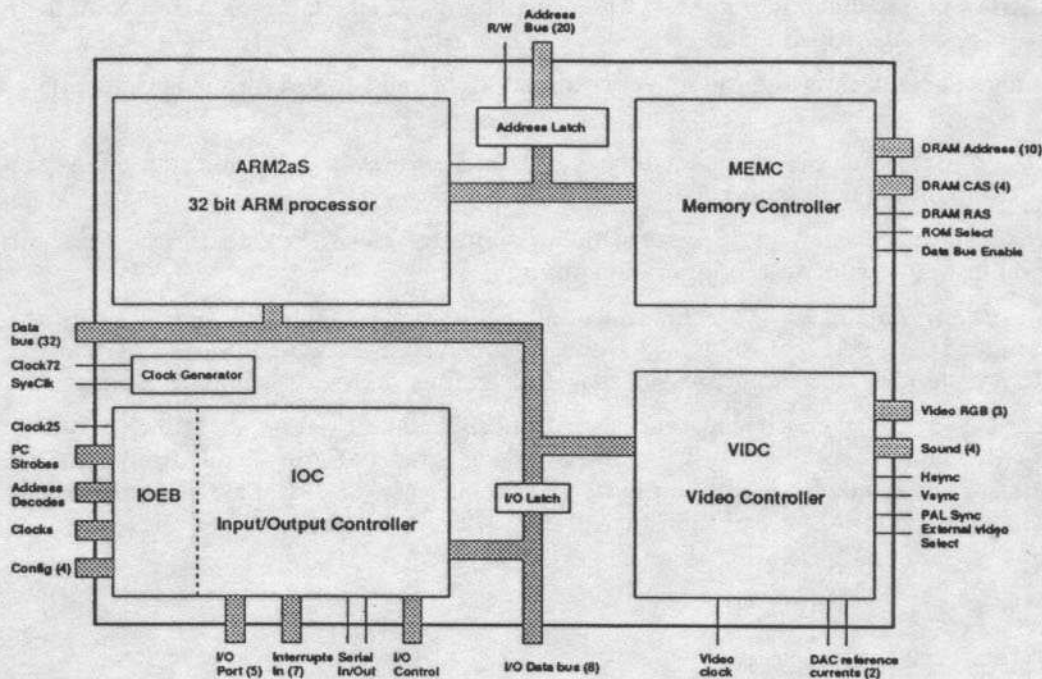 Address
Bus (20)
R/W
Address Latch
ARM2aS
32 bit ARM processor
MEMC
Memory Controller
DRAM Address (10)
DRAM CAS (4)
DRAM RAS
ROM Select
Data Bus Enable
Data
bus (32)
Clock72
SysClk
Clock Generator
Clock25
PC
Strobes
Address
Decodes
Clocks
Config (4)
IOEB
IOC
Input/Output Controller
I/O Latch
VIDC
Video Controller
Video RGB (3)
Sound (4)
Hsync
Vsync
PAL Sync
External video
Select
I/O
Port (5)
Interrupts
In (7)
Serial
In/Out
I/O
Control
I/O Data bus (8)
Video
clock
DAC reference
currents (2)